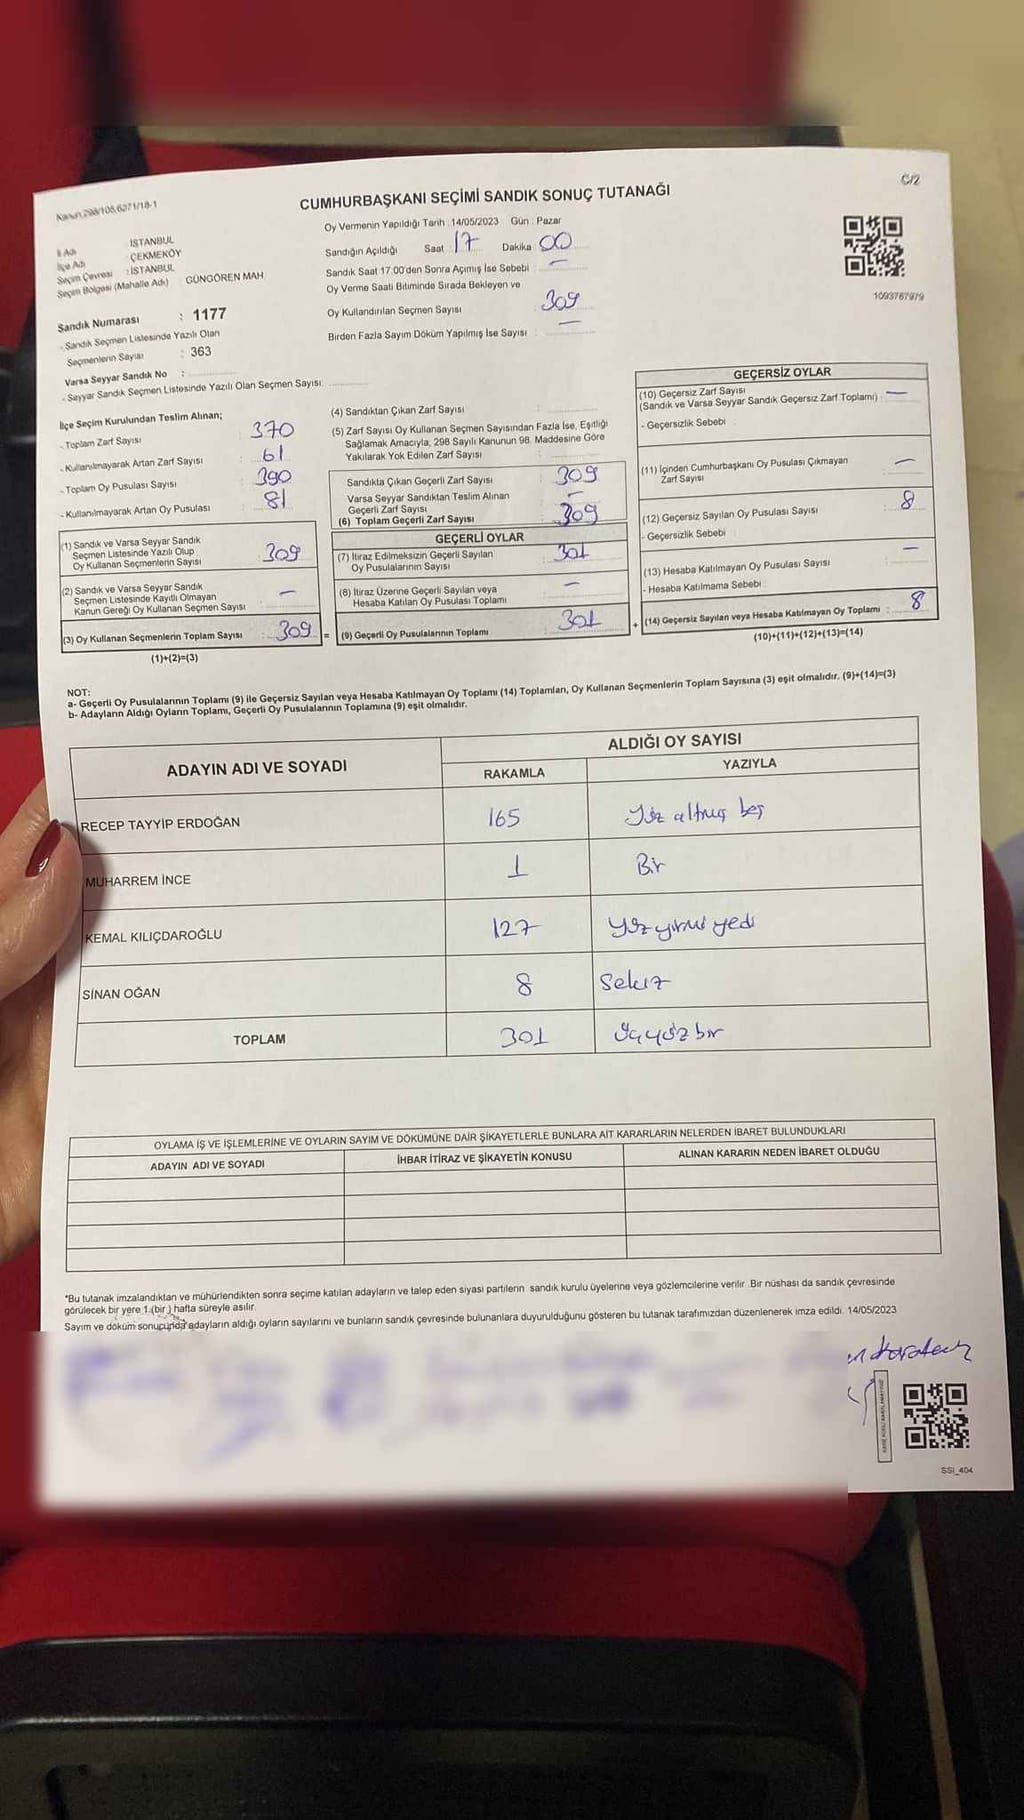 Kanun,298/105,6271/18-1
C/2
CUMHURBAŞKANI SEÇİMİ SANDIK SONUÇ TUTANAĞI
Oy Vermenin Yapıldığı Tarih : 14/05/2023 Gün : Pazar
İl Adı : İSTANBUL
İlçe Adı : ÇEKMEKÖY
Seçim Çevresi : İSTANBUL
Seçim Bölgesi (Mahalle Adı) GÜNGÖREN MAH
Sandığın Açıldığı Saat 17 Dakika 00
Sandık Saat 17:00'den Sonra Açımış İse Sebebi : —
Oy Verme Saati Bitiminde Sırada Bekleyen ve
Oy Kullandırılan Seçmen Sayısı : 309
Birden Fazla Sayım Döküm Yapılmış İse Sayısı : —
1093767979
Sandık Numarası : 1177
- Sandık Seçmen Listesinde Yazılı Olan
Seçmenlerin Sayısı : 363
Varsa Seyyar Sandık No :
- Seyyar Sandık Seçmen Listesinde Yazılı Olan Seçmen Sayısı:
İlçe Seçim Kurulundan Teslim Alınan;
- Toplam Zarf Sayısı : 370
- Kullanılmayarak Artan Zarf Sayısı : 61
- Toplam Oy Pusulası Sayısı : 390
- Kullanılmayarak Artan Oy Pusulası : 81
(1) Sandık ve Varsa Seyyar Sandık
Seçmen Listesinde Yazılı Olup
Oy Kullanan Seçmenlerin Sayısı : 309
(2) Sandık ve Varsa Seyyar Sandık
Seçmen Listesinde Kayıtlı Olmayan
Kanun Gereği Oy Kullanan Seçmen Sayısı : —
(3) Oy Kullanan Seçmenlerin Toplam Sayısı : 309 =
(1)+(2)=(3)
(4) Sandıktan Çıkan Zarf Sayısı :
(5) Zarf Sayısı Oy Kullanan Seçmen Sayısından Fazla İse, Eşitliği
Sağlamak Amacıyla, 298 Sayılı Kanunun 98. Maddesine Göre
Yakılarak Yok Edilen Zarf Sayısı :
Sandıkta Çıkan Geçerli Zarf Sayısı : 309
Varsa Seyyar Sandıktan Teslim Alınan
Geçerli Zarf Sayısı : —
(6) Toplam Geçerli Zarf Sayısı : 309
GEÇERLİ OYLAR
(7) İtiraz Edilmeksizin Geçerli Sayılan
Oy Pusulalarının Sayısı : 301
(8) İtiraz Üzerine Geçerli Sayılan veya
Hesaba Katılan Oy Pusulası Toplamı : —
(9) Geçerli Oy Pusulalarının Toplamı : 301 +
GEÇERSİZ OYLAR
(10) Geçersiz Zarf Sayısı
(Sandık ve Varsa Seyyar Sandık Geçersiz Zarf Toplamı) : —
- Geçersizlik Sebebi :
(11) İçinden Cumhurbaşkanı Oy Pusulası Çıkmayan
Zarf Sayısı : —
(12) Geçersiz Sayılan Oy Pusulası Sayısı : 8
- Geçersizlik Sebebi :
(13) Hesaba Katılmayan Oy Pusulası Sayısı : —
- Hesaba Katılmama Sebebi :
(14) Geçersiz Sayılan veya Hesaba Katılmayan Oy Toplamı : 8
(10)+(11)+(12)+(13)=(14)
NOT:
a- Geçerli Oy Pusulalarının Toplamı (9) ile Geçersiz Sayılan veya Hesaba Katılmayan Oy Toplamı (14) Toplamları, Oy Kullanan Seçmenlerin Toplam Sayısına (3) eşit olmalıdır. (9)+(14)=(3)
b- Adayların Aldığı Oyların Toplamı, Geçerli Oy Pusulalarının Toplamına (9) eşit olmalıdır.
ADAYIN ADI VE SOYADI
ALDIĞI OY SAYISI
RAKAMLA YAZIYLA
RECEP TAYYİP ERDOĞAN 165 Yüz altmış beş
MUHARREM İNCE 1 Bir
KEMAL KILIÇDAROĞLU 127 Yüz yirmi yedi
SİNAN OĞAN 8 Sekiz
TOPLAM 301 Üçyüz bir
OYLAMA İŞ VE İŞLEMLERİNE VE OYLARIN SAYIM VE DÖKÜMÜNE DAİR ŞİKAYETLERLE BUNLARA AİT KARARLARIN NELERDEN İBARET BULUNDUKLARI
ADAYIN ADI VE SOYADI İHBAR İTİRAZ VE ŞİKAYETİN KONUSU ALINAN KARARIN NEDEN İBARET OLDUĞU
*Bu tutanak imzalandıktan ve mühürlendikten sonra seçime katılan adayların ve talep eden siyasi partilerin sandık kurulu üyelerine veya gözlemcilerine verilir. Bir nüshası da sandık çevresinde
görülecek bir yere 1 (bir ) hafta süreyle asılır.
Sayım ve döküm sonucunda adayların aldığı oyların sayılarını ve bunların sandık çevresinde bulunanlara duyurulduğunu gösteren bu tutanak tarafımızdan düzenlenerek imza edildi. 14/05/2023
SSI_404